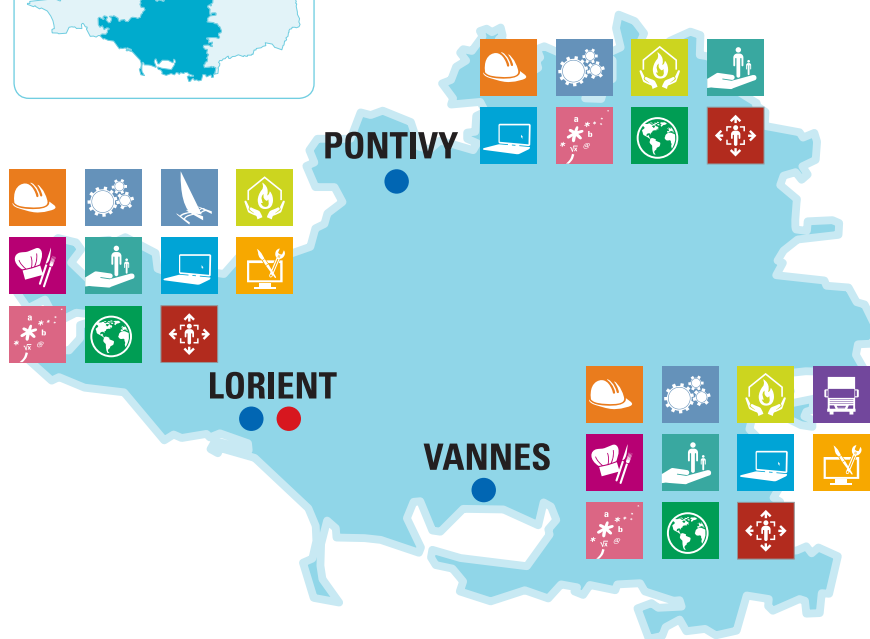 PONTIVY
LORIENT
VANNES
a
b
√x @
a
b
√x @
a
b
√x @